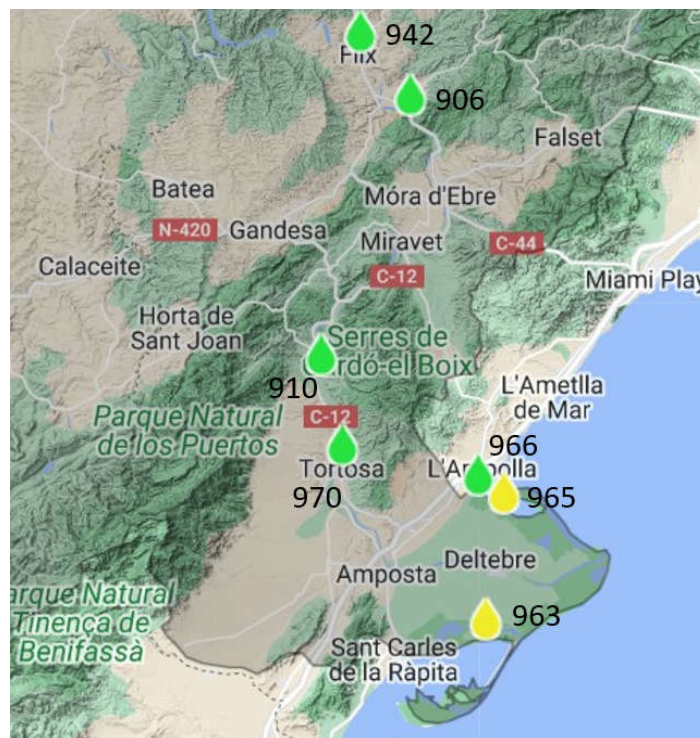 942
Flix
906
Falset
Batea
Móra d'Ebre
N-420
Gandesa
Miravet
C-44
Calaceite
C-12
Miami Play
Horta de
Sant Joan
Serres de
Cardó-el Boix
910
L'Ametlla
de Mar
Parque Natural
de los Puertos
C-12
966
Tortosa
L'Ampolla
970
965
Deltebre
Amposta
arque Natural
Tinença de
Benifassà
963
Sant Carles
de la Ràpita